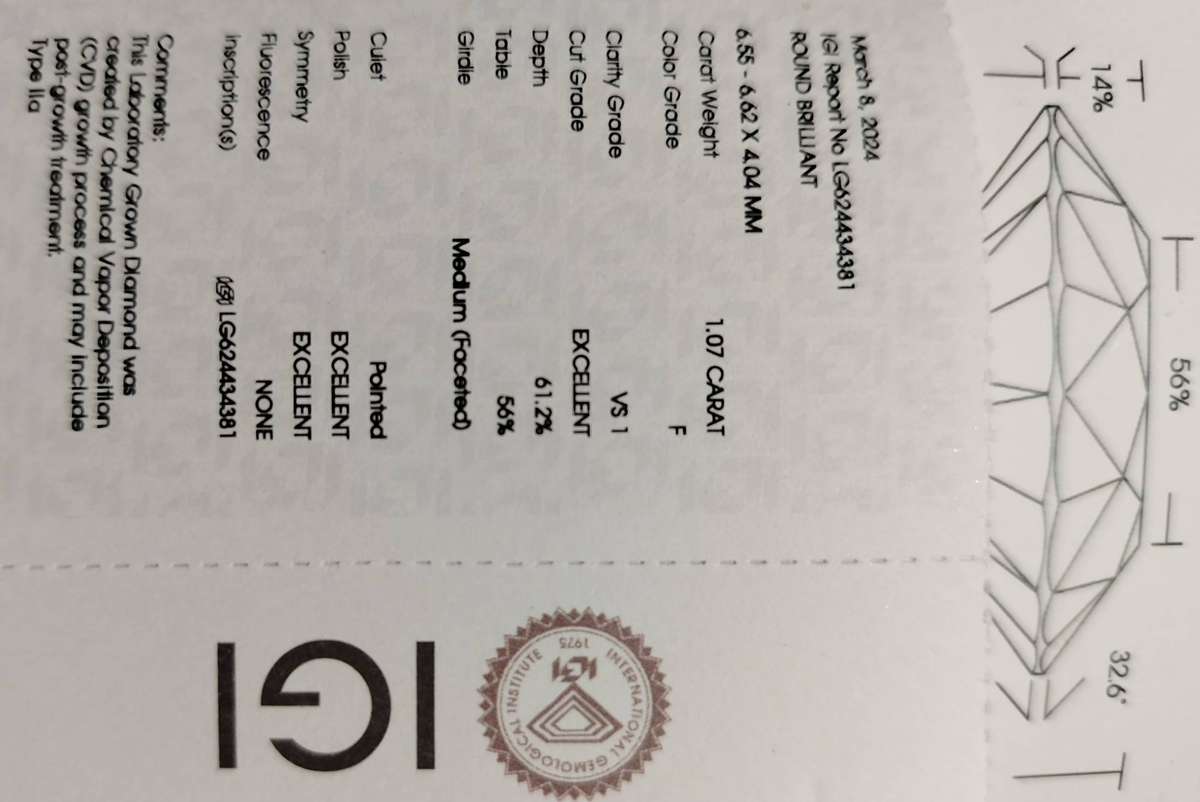 14%
56%
32.6°
March 8, 2024
IGI Report No LG624434381
ROUND BRILLIANT
6.55 - 6.62 X 4.04 MM
Carat Weight 1.07 CARAT
Color Grade F
Clarity Grade VS 1
Cut Grade EXCELLENT
Depth 61.2%
Table 56%
Girdle Medium (Faceted)
Culet Pointed
Polish EXCELLENT
Symmetry EXCELLENT
Fluorescence NONE
Inscription(s) IGI LG624434381
Comments:
This Laboratory Grown Diamond was
created by Chemical Vapor Deposition
(CVD) growth process and may include
post-growth treatment.
Type IIa
INTERNATIONAL GEMOLOGICAL INSTITUTE
IGI
1975
IGI